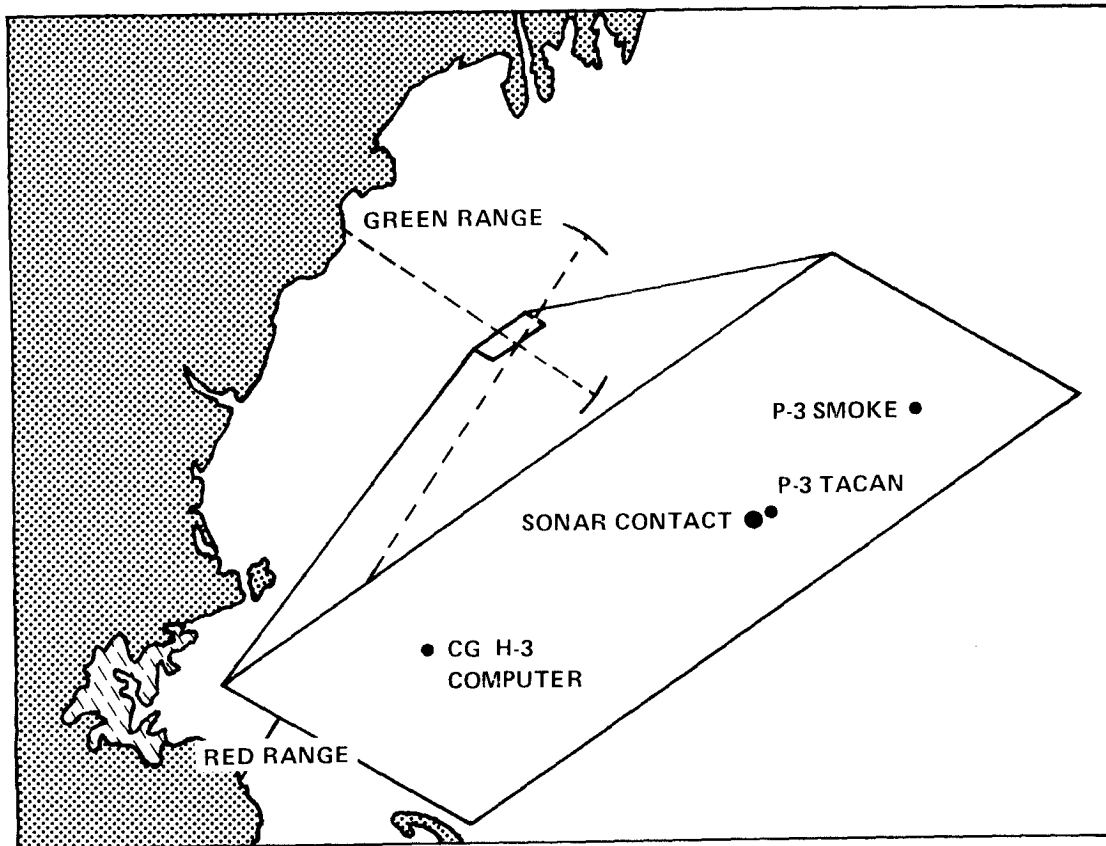 GREEN RANGE
P-3 SMOKE
P-3 TACAN
SONAR CONTACT
CG H-3
COMPUTER
RED RANGE